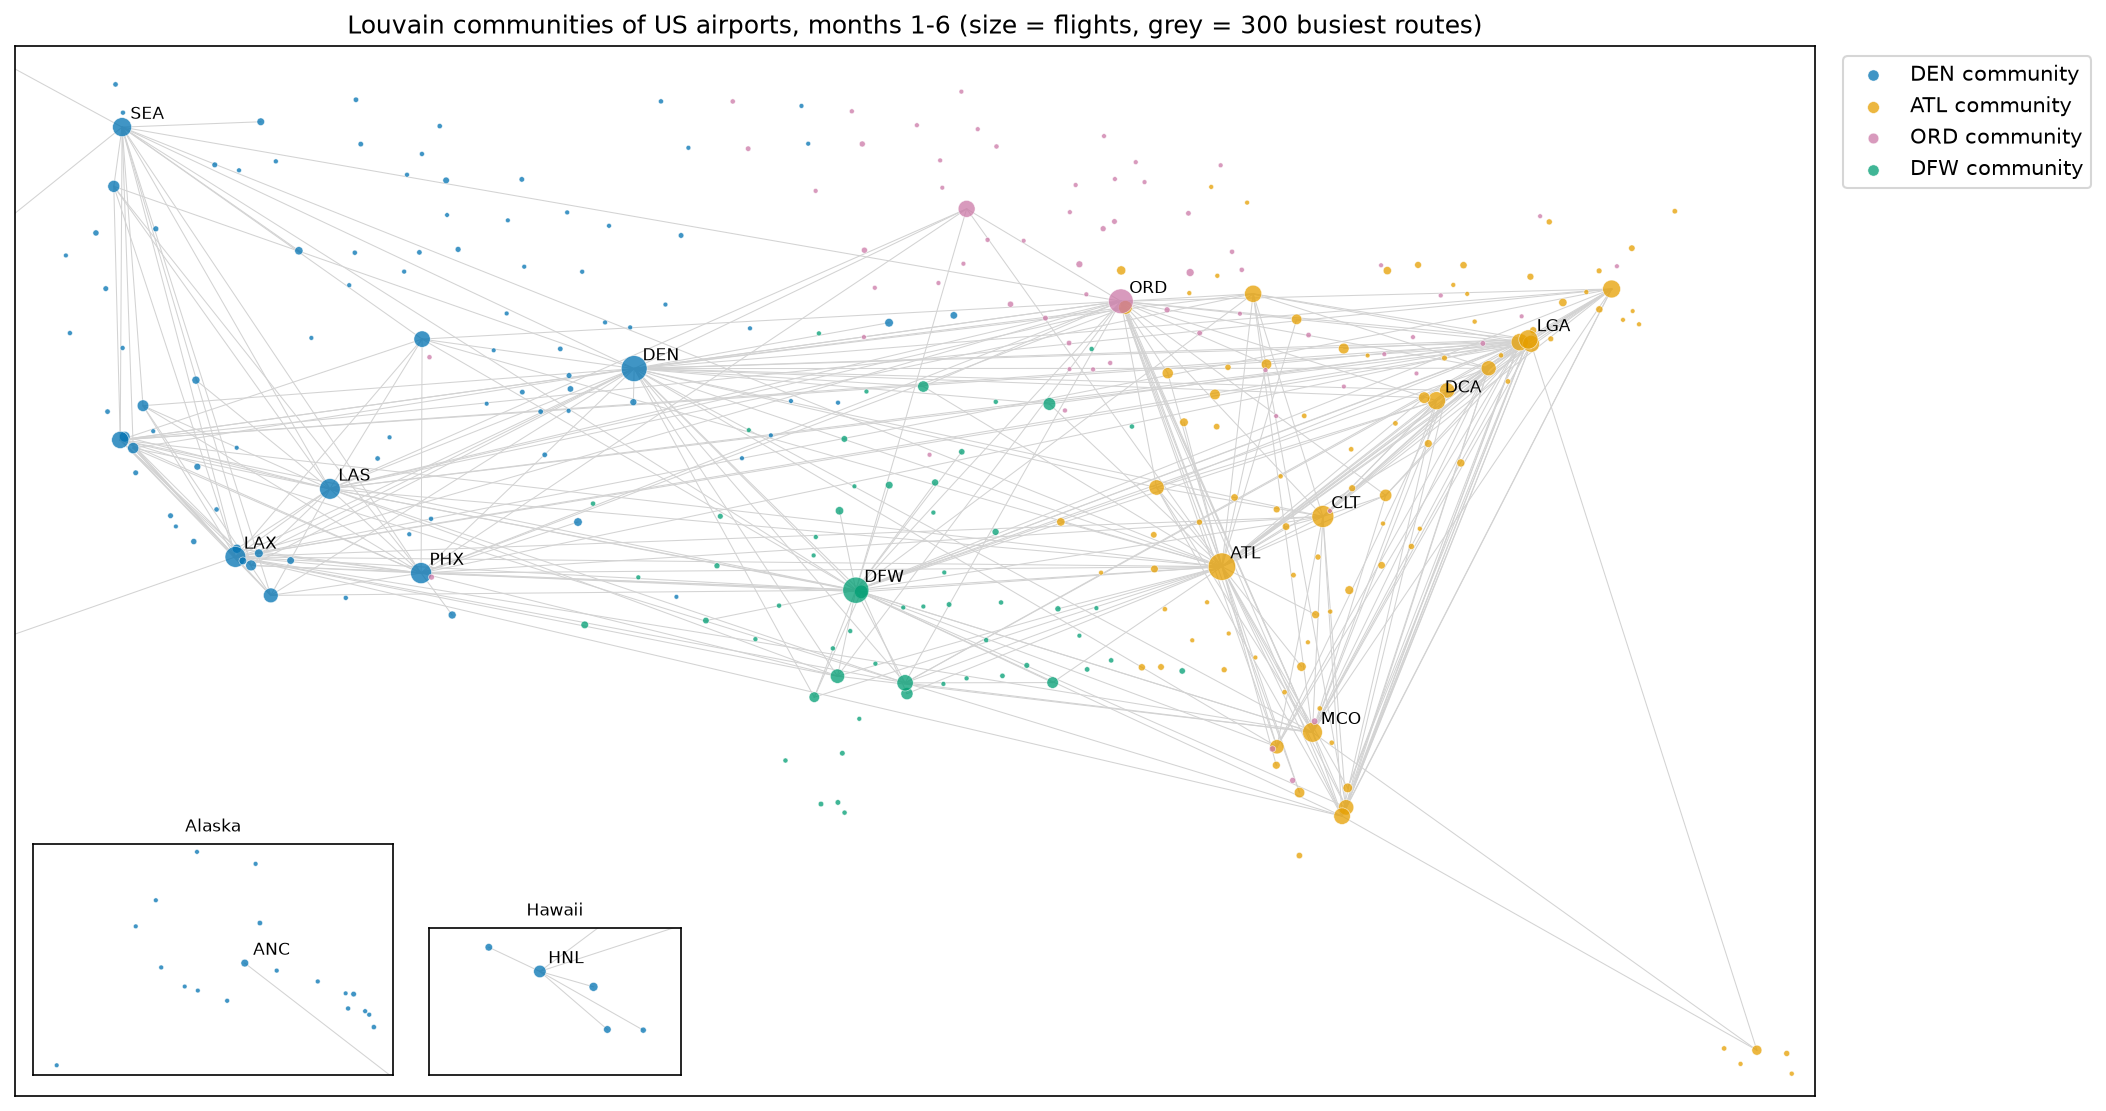 Louvain communities of US airports, months 1-6 (size = flights, grey = 300 busiest routes)
DEN community
ATL community
ORD community
DFW community
SEA
ORD
LGA
DEN
DCA
LAS
CLT
LAX
PHX
ATL
DFW
MCO
Alaska
ANC
Hawaii
HNL